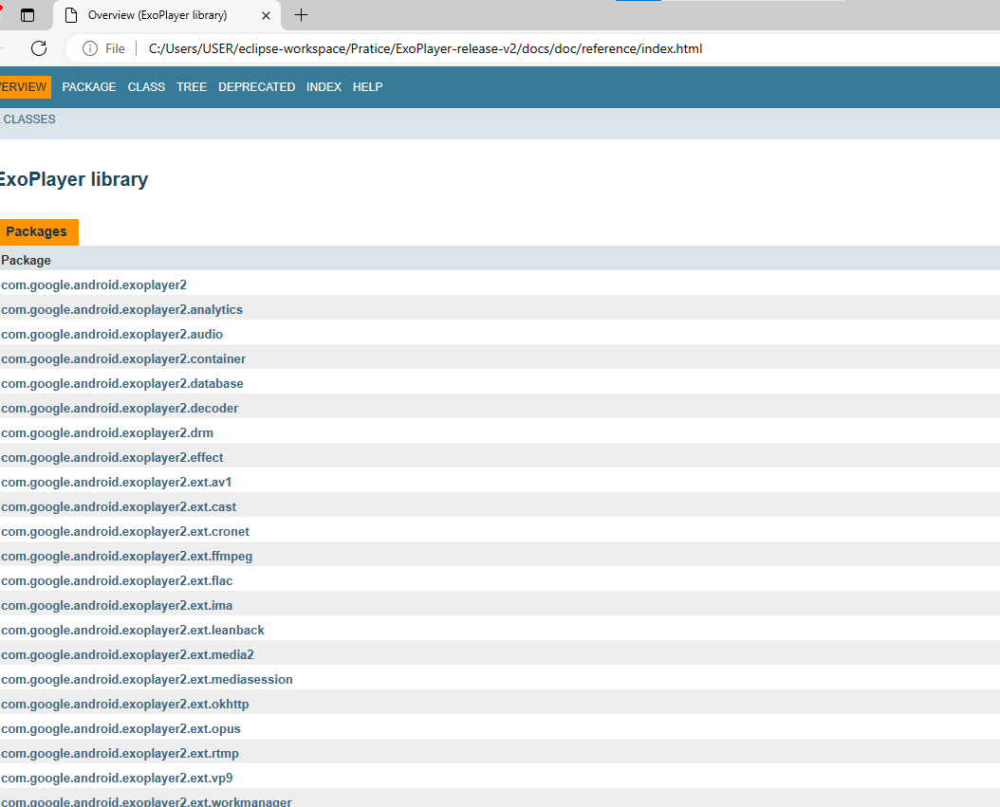 Overview (ExoPlayer library)
File C:/Users/USER/eclipse-workspace/Pratice/ExoPlayer-release-v2/docs/doc/reference/index.html
ERVIEW PACKAGE CLASS TREE DEPRECATED INDEX HELP
CLASSES
ExoPlayer library
Packages
Package
com.google.android.exoplayer2
com.google.android.exoplayer2.analytics
com.google.android.exoplayer2.audio
com.google.android.exoplayer2.container
com.google.android.exoplayer2.database
com.google.android.exoplayer2.decoder
com.google.android.exoplayer2.drm
com.google.android.exoplayer2.effect
com.google.android.exoplayer2.ext.av1
com.google.android.exoplayer2.ext.cast
com.google.android.exoplayer2.ext.cronet
com.google.android.exoplayer2.ext.ffmpeg
com.google.android.exoplayer2.ext.flac
com.google.android.exoplayer2.ext.ima
com.google.android.exoplayer2.ext.leanback
com.google.android.exoplayer2.ext.media2
com.google.android.exoplayer2.ext.mediasession
com.google.android.exoplayer2.ext.okhttp
com.google.android.exoplayer2.ext.opus
com.google.android.exoplayer2.ext.rtmp
com.google.android.exoplayer2.ext.vp9
com.google.android.exoplayer2.ext.workmanager